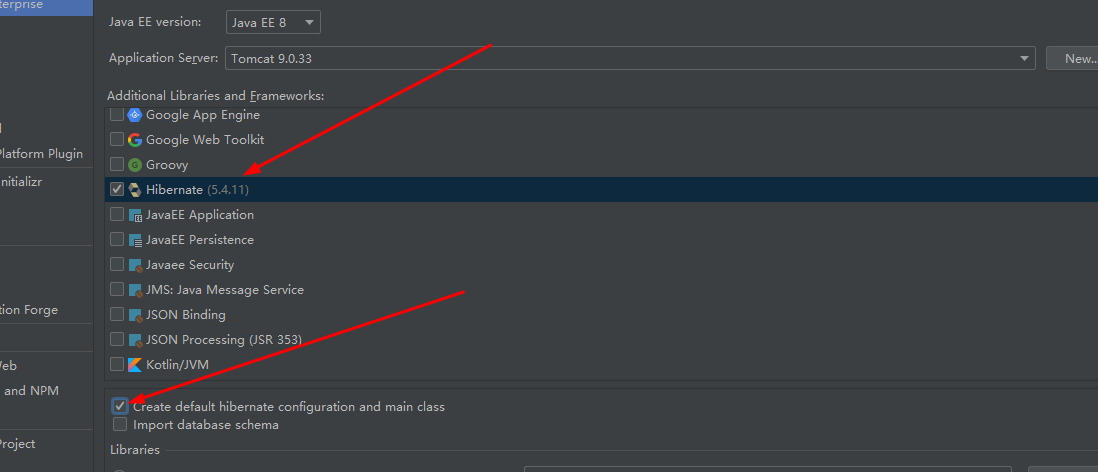 terprise
Java EE version:
Java EE 8
Application Server:
Tomcat 9.0.33
New...
Additional Libraries and Frameworks:
Google App Engine
Google Web Toolkit
Platform Plugin
Groovy
nitializr
Hibernate (5.4.11)
JavaEE Application
JavaEE Persistence
Javaee Security
JMS: Java Message Service
tion Forge
JSON Binding
JSON Processing (JSR 353)
Web
Kotlin/JVM
and NPM
Create default hibernate configuration and main class
Import database schema
Project
Libraries